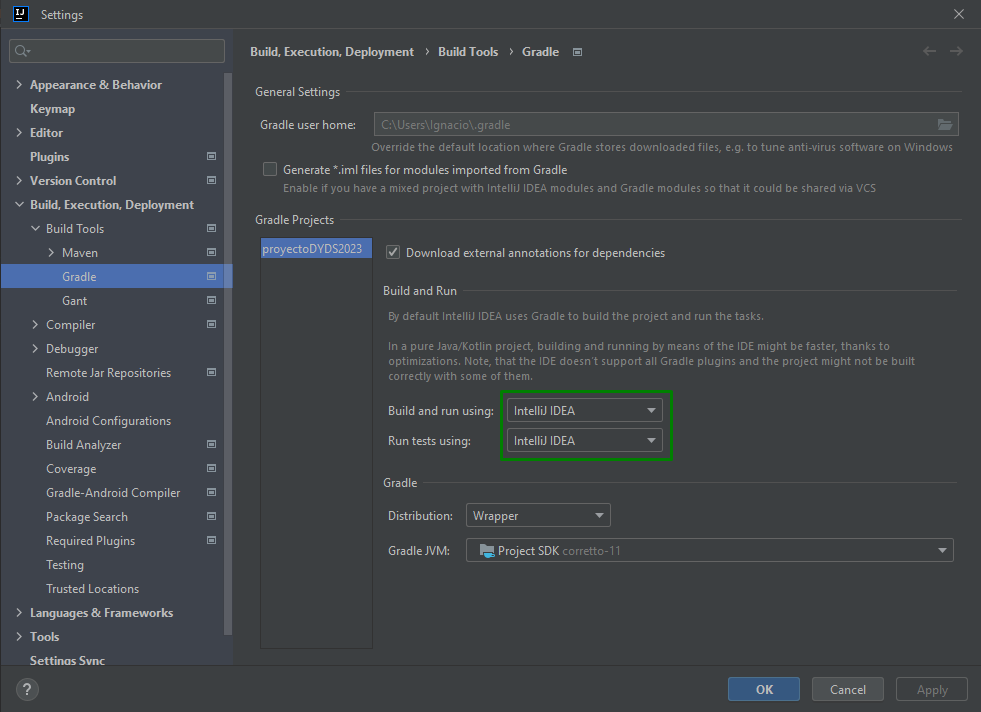 Settings
Build, Execution, Deployment › Build Tools › Gradle
Appearance & Behavior
Keymap
Editor
Plugins
Version Control
Build, Execution, Deployment
Build Tools
Maven
Gradle
Gant
Compiler
Debugger
Remote Jar Repositories
Android
Android Configurations
Build Analyzer
Coverage
Gradle-Android Compiler
Package Search
Required Plugins
Testing
Trusted Locations
Languages & Frameworks
Tools
Settings Sync
General Settings
Gradle user home: C:\Users\Ignacio\.gradle
Override the default location where Gradle stores downloaded files, e.g. to tune anti-virus software on Windows
Generate *.iml files for modules imported from Gradle
Enable if you have a mixed project with IntelliJ IDEA modules and Gradle modules so that it could be shared via VCS
Gradle Projects
proyectoDYDS2023
Download external annotations for dependencies
Build and Run
By default IntelliJ IDEA uses Gradle to build the project and run the tasks.
In a pure Java/Kotlin project, building and running by means of the IDE might be faster, thanks to
optimizations. Note, that the IDE doesn't support all Gradle plugins and the project might not be built
correctly with some of them.
Build and run using: IntelliJ IDEA
Run tests using: IntelliJ IDEA
Gradle
Distribution: Wrapper
Gradle JVM: Project SDK corretto-11
? OK Cancel Apply